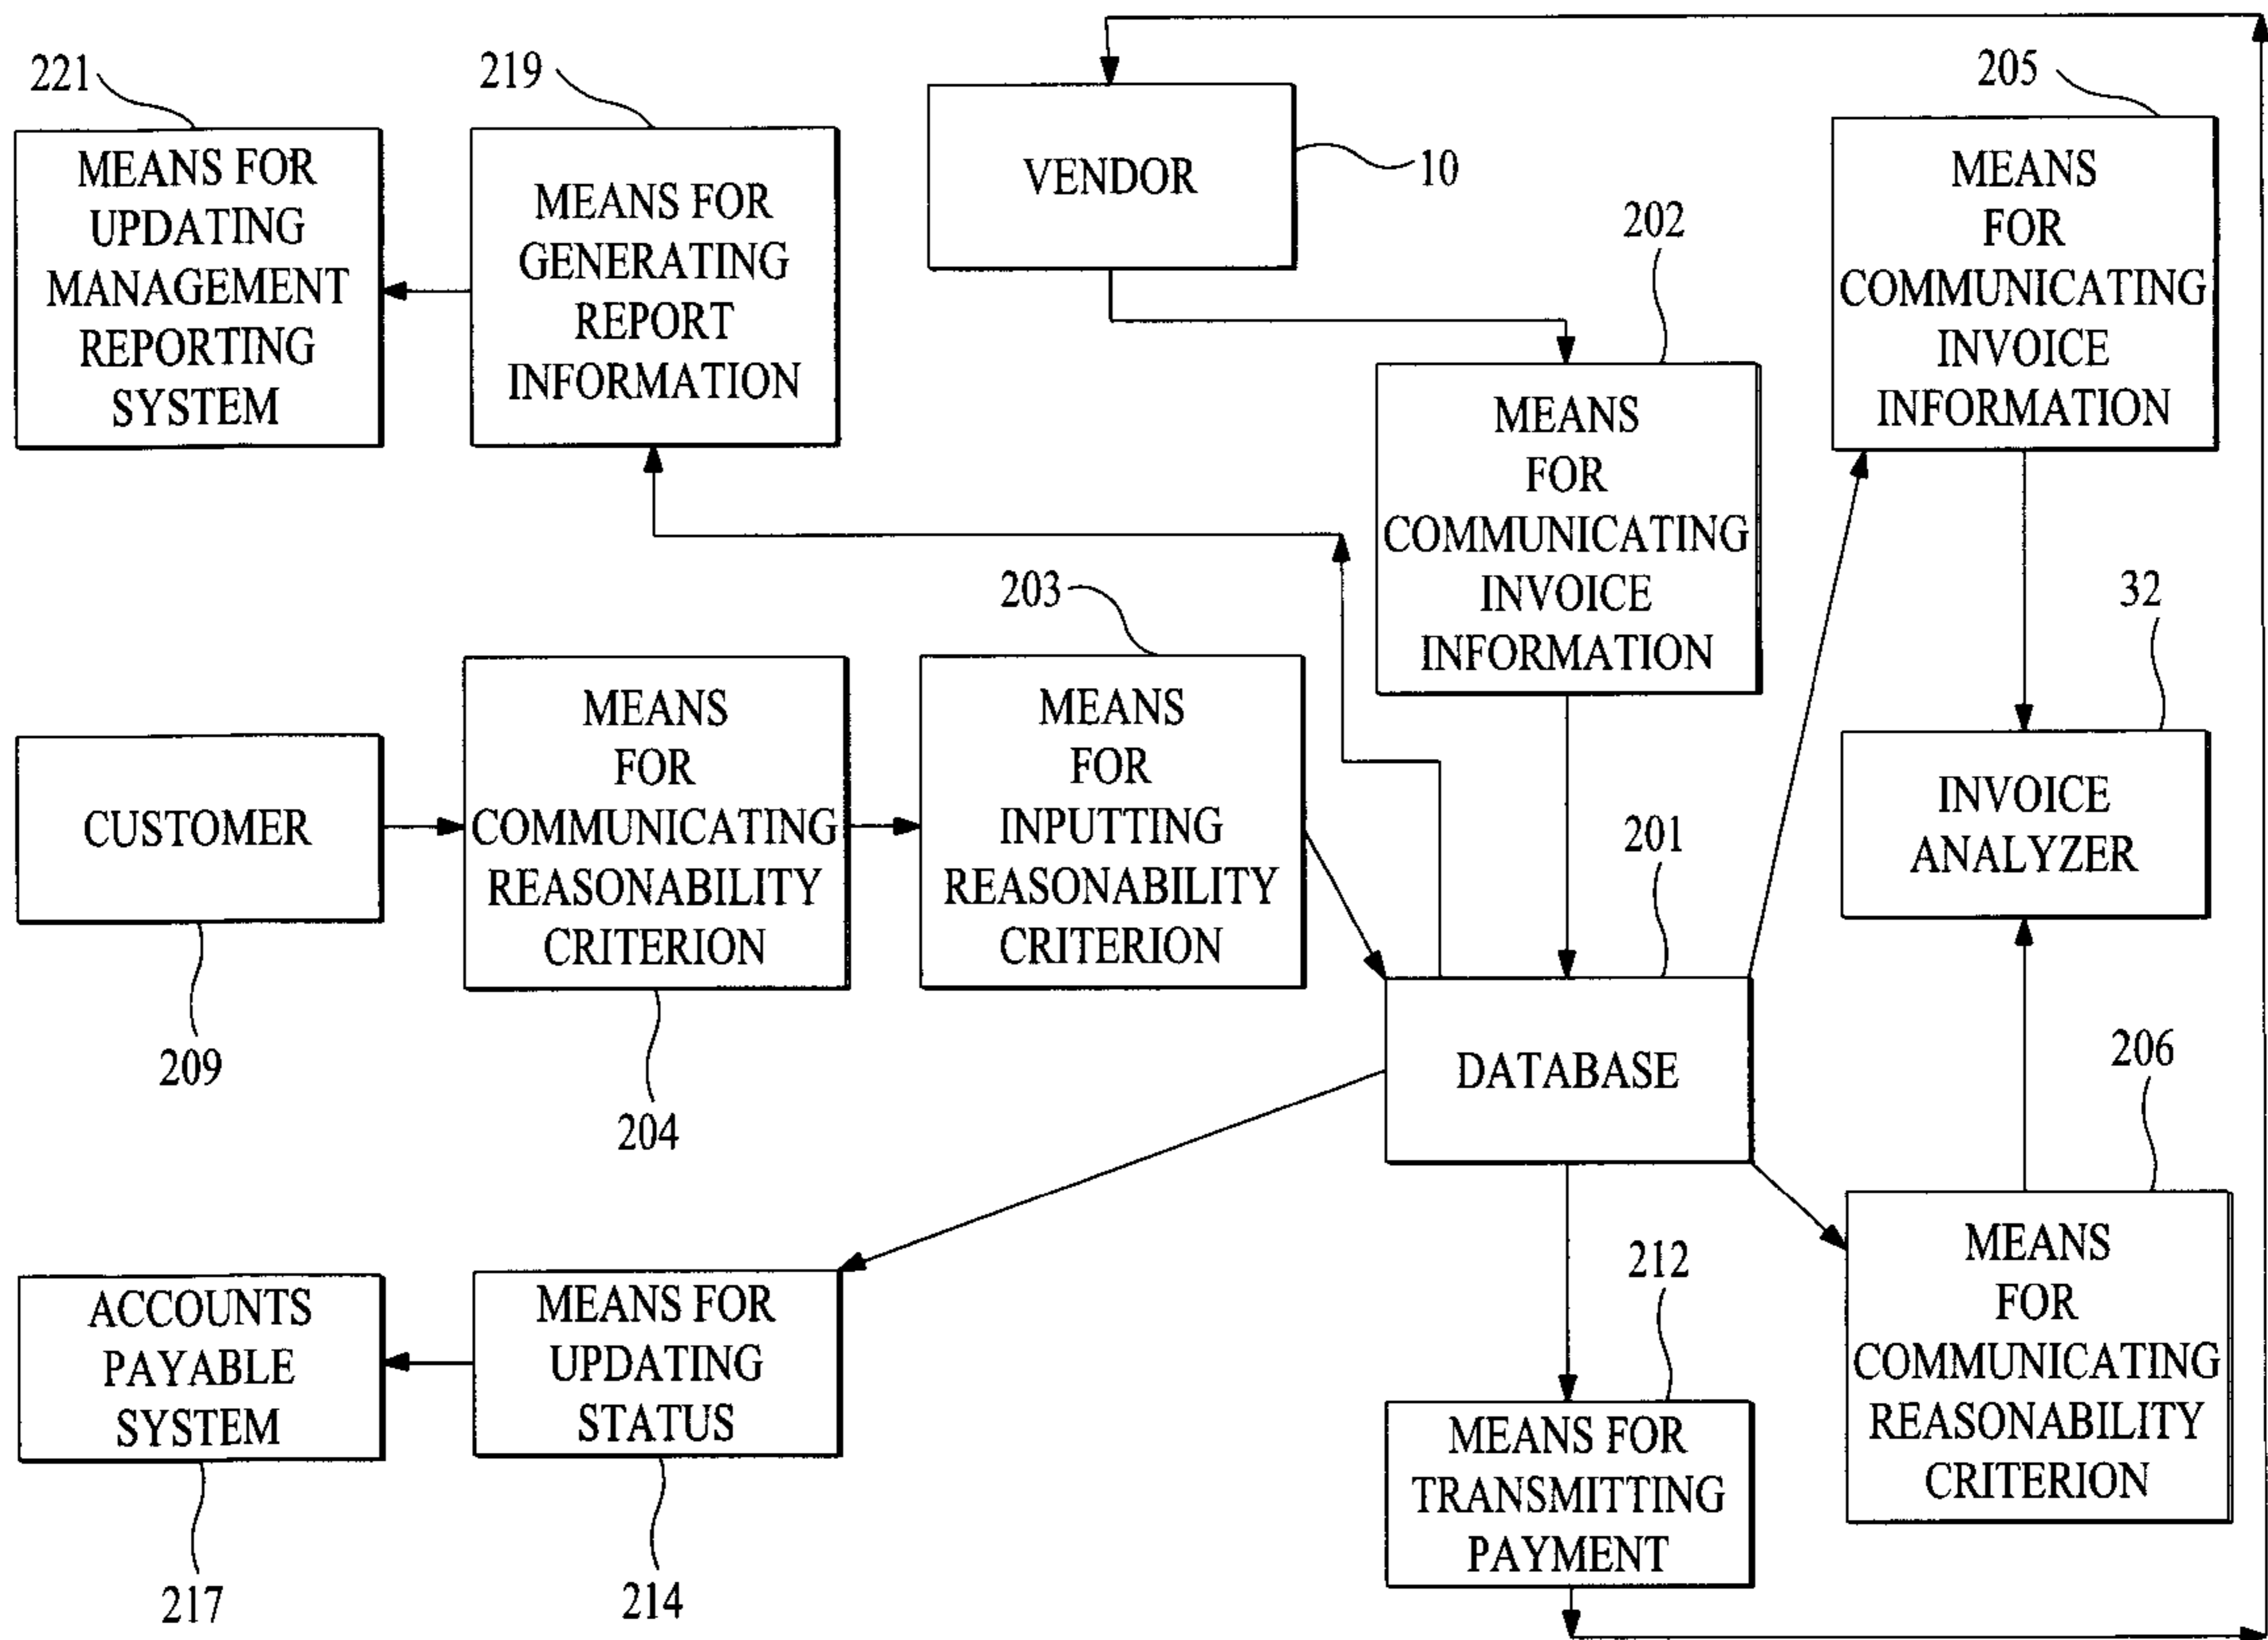 221
MEANS FOR
UPDATING
MANAGEMENT
REPORTING
SYSTEM
219
MEANS FOR
GENERATING
REPORT
INFORMATION
VENDOR
10
202
MEANS
FOR
COMMUNICATING
INVOICE
INFORMATION
205
MEANS
FOR
COMMUNICATING
INVOICE
INFORMATION
CUSTOMER
209
MEANS
FOR
COMMUNICATING
REASONABILITY
CRITERION
204
203
MEANS
FOR
INPUTTING
REASONABILITY
CRITERION
201
DATABASE
32
INVOICE
ANALYZER
206
MEANS
FOR
COMMUNICATING
REASONABILITY
CRITERION
ACCOUNTS
PAYABLE
SYSTEM
217
MEANS FOR
UPDATING
STATUS
214
212
MEANS FOR
TRANSMITTING
PAYMENT